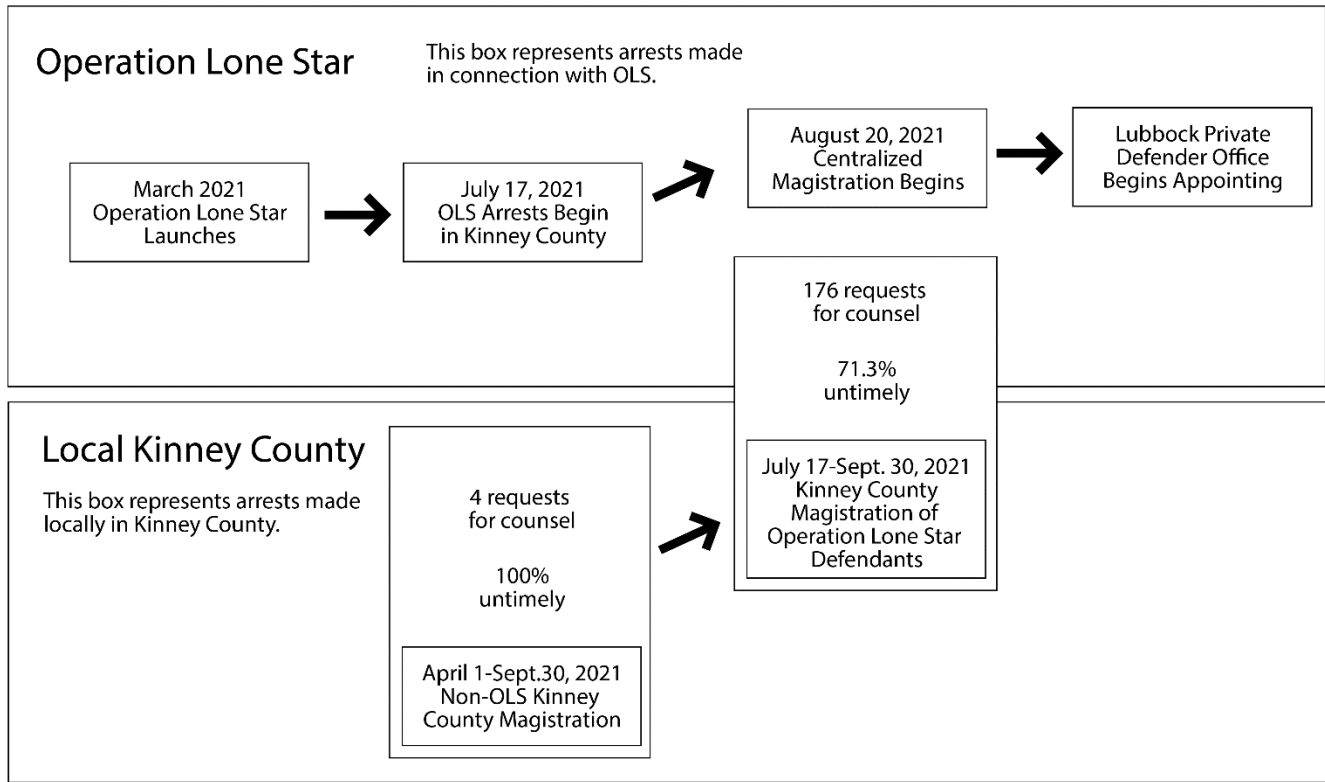 Operation Lone Star
This box represents arrests made
in connection with OLS.
March 2021
Operation Lone Star
Launches
July 17, 2021
OLS Arrests Begin
in Kinney County
August 20, 2021
Centralized
Magistration Begins
Lubbock Private
Defender Office
Begins Appointing
176 requests
for counsel
71.3%
untimely
July 17-Sept. 30, 2021
Kinney County
Magistration of
Operation Lone Star
Defendants
Local Kinney County
This box represents arrests made
locally in Kinney County.
4 requests
for counsel
100%
untimely
April 1-Sept.30, 2021
Non-OLS Kinney
County Magistration